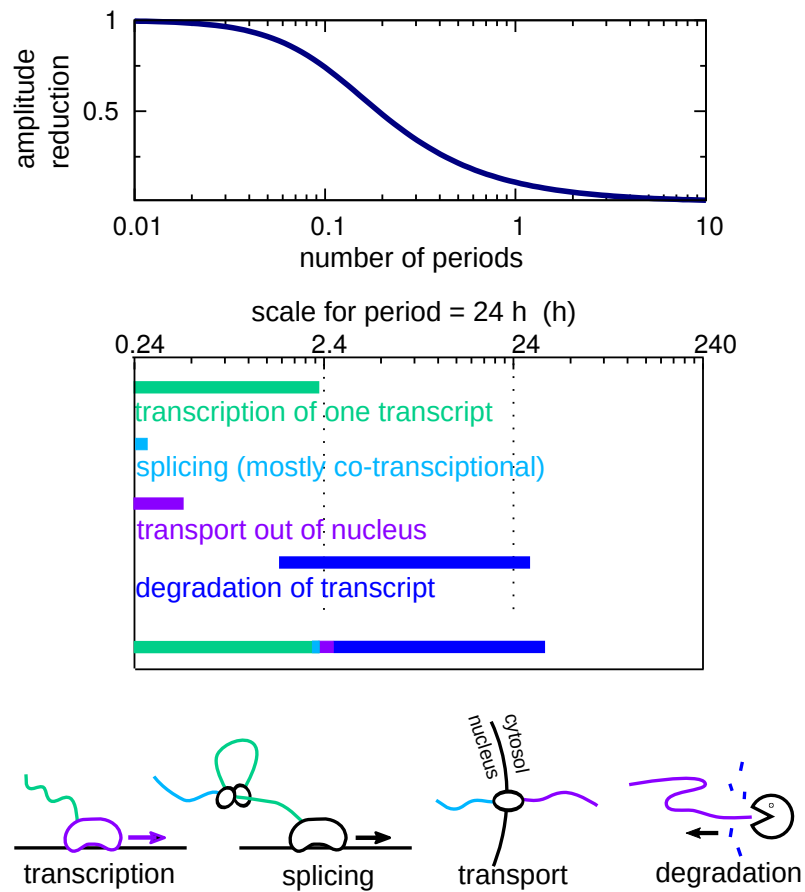 1
0.5
amplitude
reduction
0.01 0.1 1 10
number of periods
scale for period = 24 h (h)
0.24 2.4 24 240
transcription of one transcript
splicing (mostly co-transciptional)
transport out of nucleus
degradation of transcript
nucleus
cytosol
transcription
splicing
transport
degradation